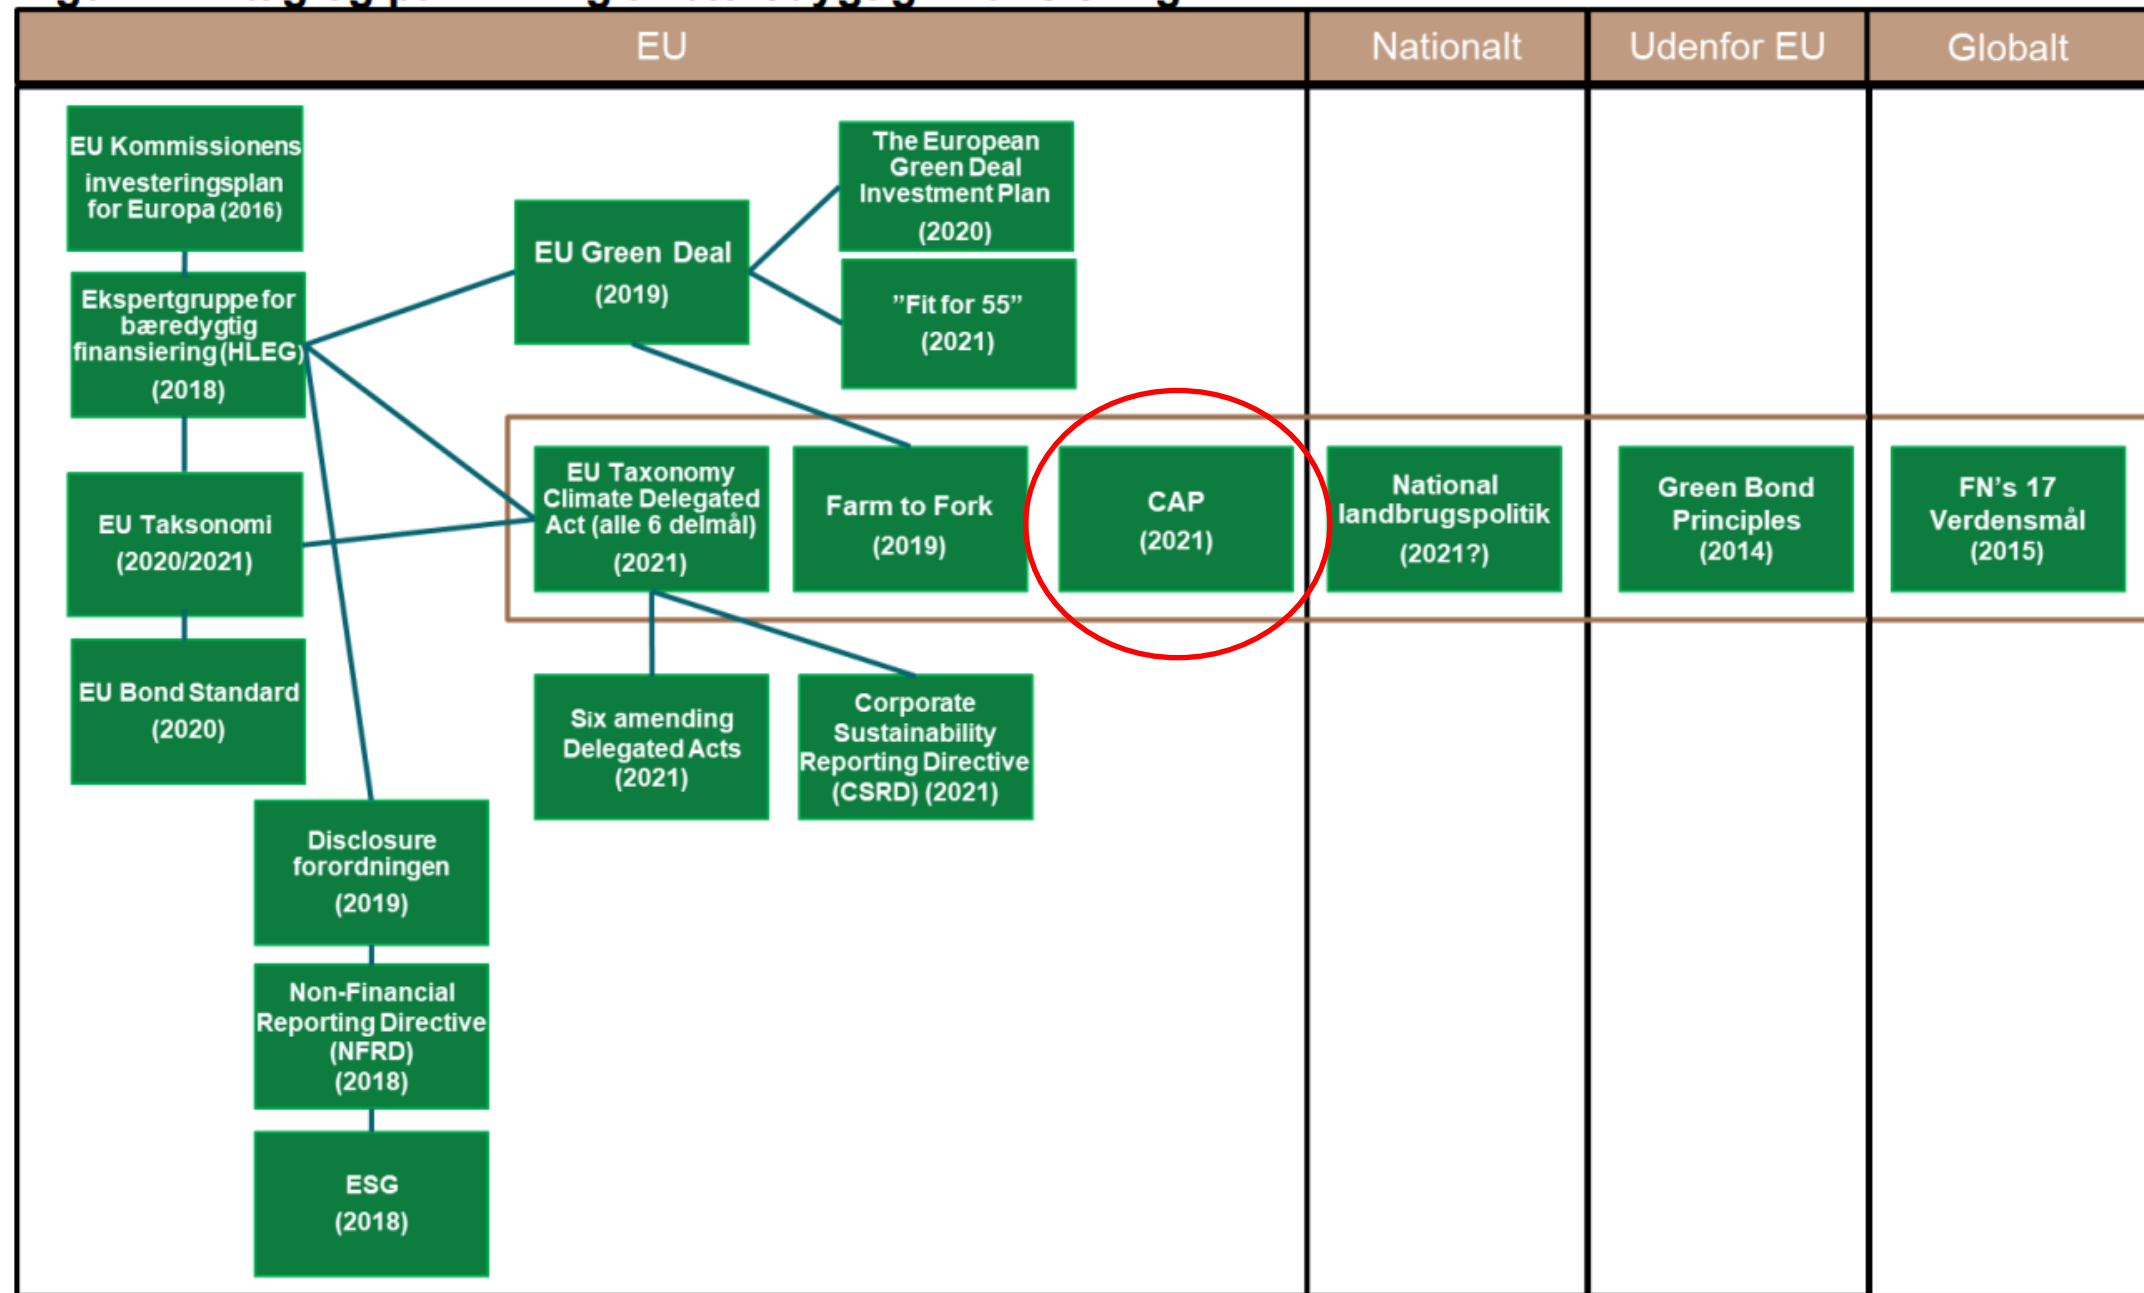 EU
Nationalt
Udenfor EU
Globalt
EU Kommissionens
investeringsplan
for Europa (2016)
Ekspertgruppe for
bæredygtig
finansiering (HLEG)
(2018)
EU Taksonomi
(2020/2021)
EU Bond Standard
(2020)
Disclosure
forordningen
(2019)
Non-Financial
Reporting Directive
(NFRD)
(2018)
ESG
(2018)
EU Green Deal
(2019)
The European
Green Deal
Investment Plan
(2020)
”Fit for 55”
(2021)
EU Taxonomy
Climate Delegated
Act (alle 6 delmål)
(2021)
Farm to Fork
(2019)
CAP
(2021)
National
landbrugspolitik
(2021?)
Green Bond
Principles
(2014)
FN’s 17
Verdensmål
(2015)
Six amending
Delegated Acts
(2021)
Corporate
Sustainability
Reporting Directive
(CSRD) (2021)